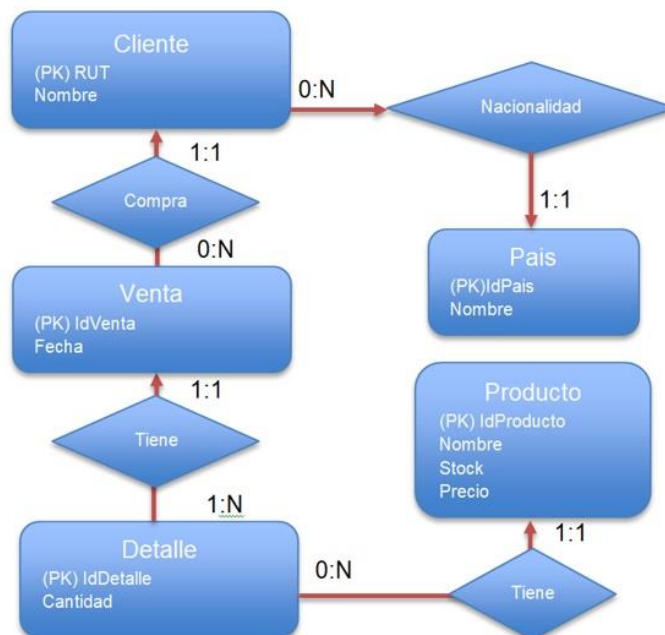 Cliente
(PK) RUT
Nombre
0:N
Nacionalidad
1:1
1:1
Compra
0:N
Pais
(PK)IdPais
Nombre
Venta
(PK) IdVenta
Fecha
1:1
Producto
(PK) IdProducto
Nombre
Stock
Precio
Tiene
1:N
1:1
Detalle
(PK) IdDetalle
Cantidad
0:N
Tiene